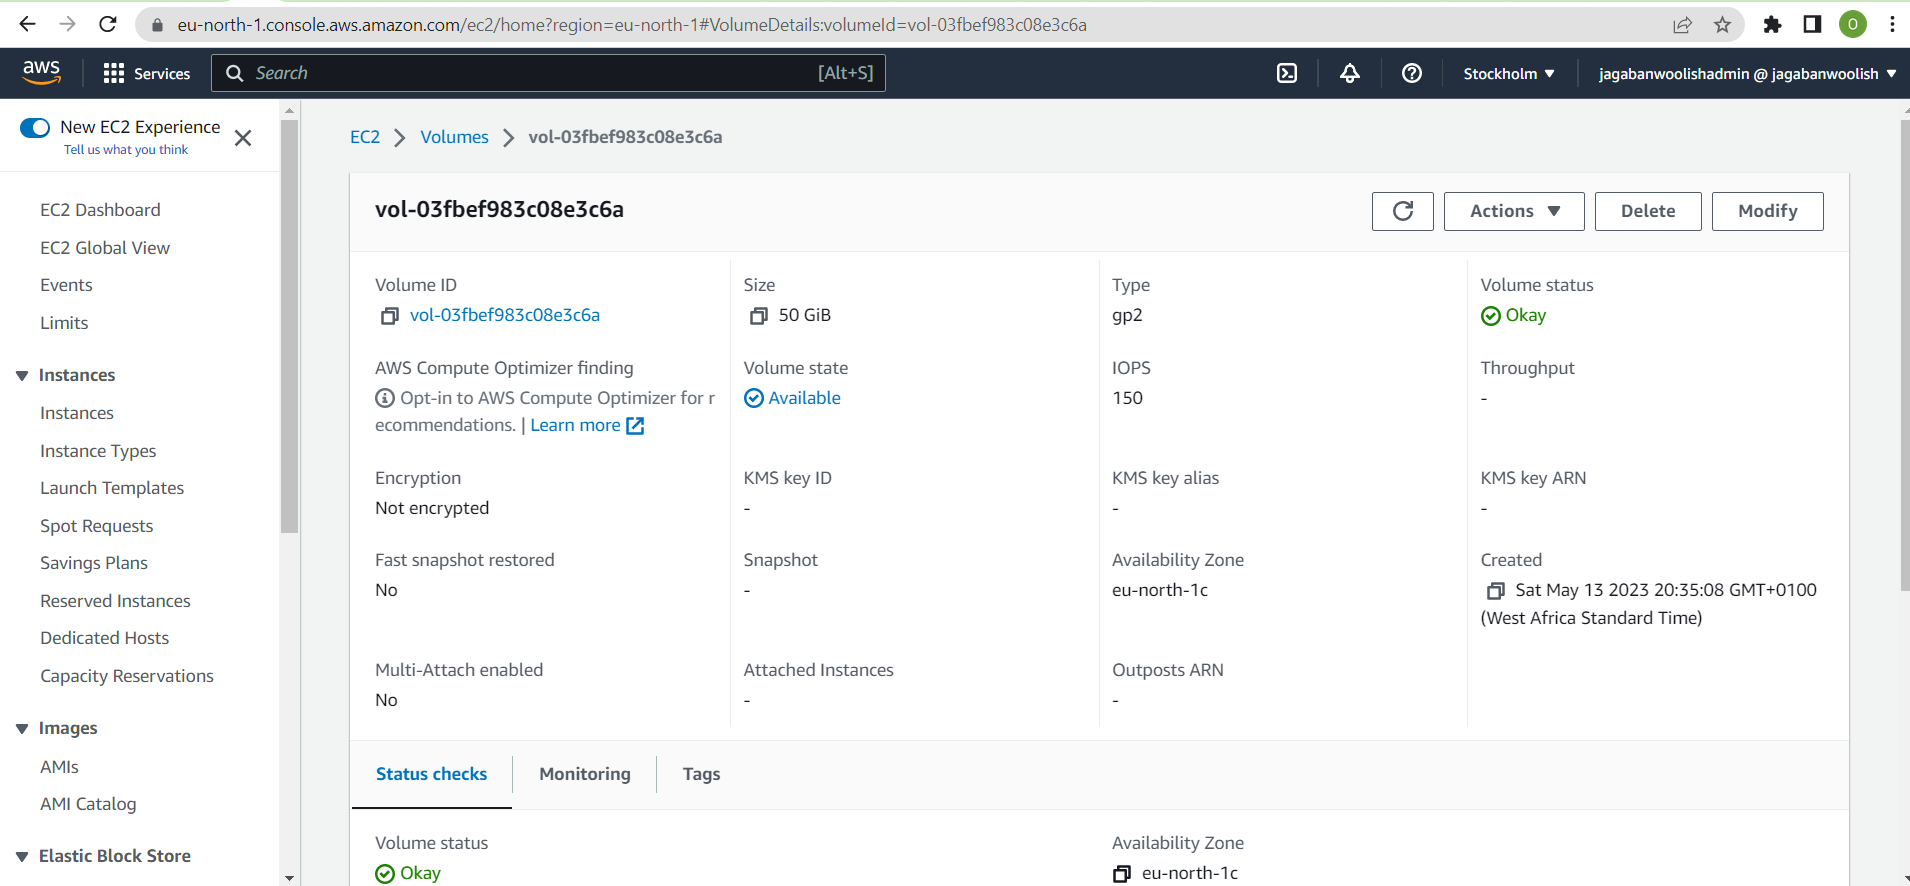 eu-north-1.console.aws.amazon.com/ec2/home?region=eu-north-1#VolumeDetails:volumeId=vol-03fbef983c08e3c6a
O
aws
Services
Search
[Alt+S]
Stockholm
jagabanwoolishadmin @ jagabanwoolish
New EC2 Experience
Tell us what you think
EC2 Dashboard
EC2 Global View
Events
Limits
Instances
Instances
Instance Types
Launch Templates
Spot Requests
Savings Plans
Reserved Instances
Dedicated Hosts
Capacity Reservations
Images
AMIs
AMI Catalog
Elastic Block Store
EC2 > Volumes > vol-03fbef983c08e3c6a
vol-03fbef983c08e3c6a
Actions
Delete
Modify
Volume ID
vol-03fbef983c08e3c6a
Size
50 GiB
Type
gp2
Volume status
Okay
AWS Compute Optimizer finding
Opt-in to AWS Compute Optimizer for r
ecommendations. | Learn more
Volume state
Available
IOPS
150
Throughput
-
Encryption
Not encrypted
KMS key ID
-
KMS key alias
-
KMS key ARN
-
Fast snapshot restored
No
Snapshot
-
Availability Zone
eu-north-1c
Created
Sat May 13 2023 20:35:08 GMT+0100
(West Africa Standard Time)
Multi-Attach enabled
No
Attached Instances
-
Outposts ARN
-
Status checks
Monitoring
Tags
Volume status
Okay
Availability Zone
eu-north-1c